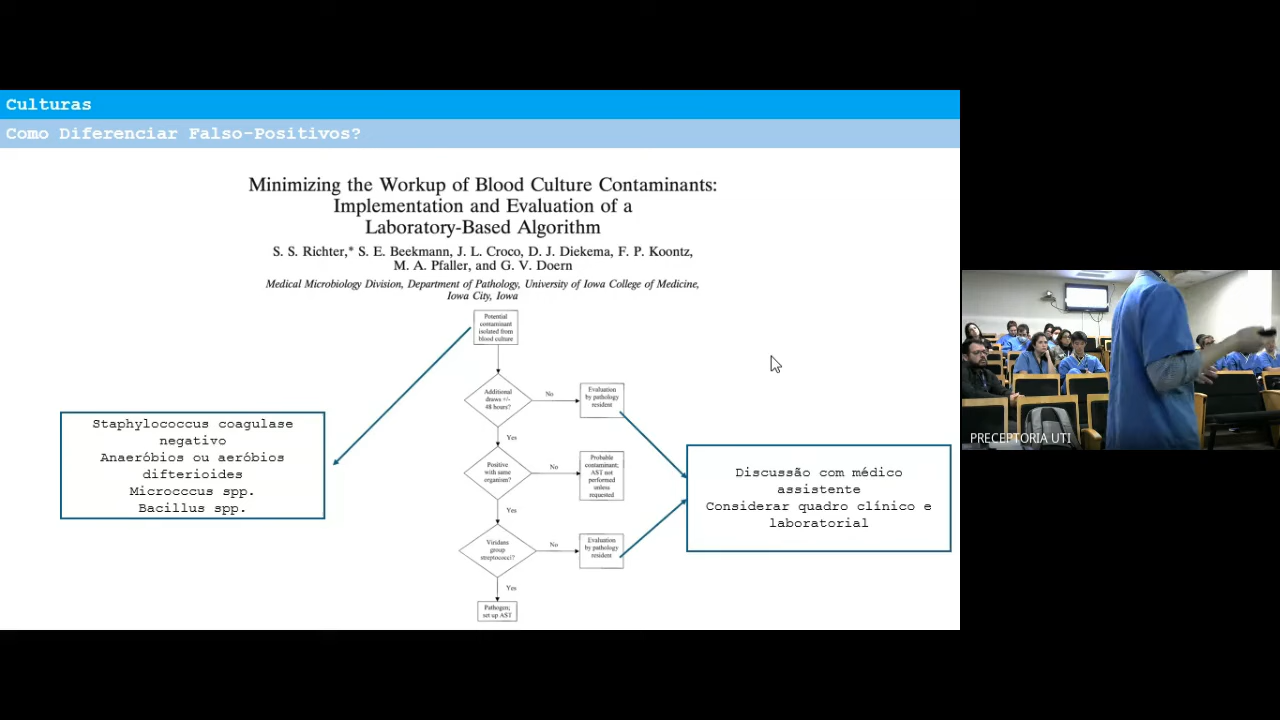 Culturas
Como Diferenciar Falso-Positivos?
Minimizing the Workup of Blood Culture Contaminants:
Implementation and Evaluation of a
Laboratory-Based Algorithm
S. S. Richter,* S. E. Beekmann, J. L. Croco, D. J. Diekema, F. P. Koontz,
M. A. Pfaller, and G. V. Doern
Medical Microbiology Division, Department of Pathology, University of Iowa College of Medicine,
Iowa City, Iowa
Potential
contaminant
isolated from
blood culture
Additional
draws +/-
48 hours?
No
Evaluation
by pathology
resident
Yes
Positive
with same
organism?
No
Probable
contaminant;
AST not
performed
unless
requested
Yes
Viridans
group
streptococci?
No
Evaluation
by pathology
resident
Yes
Pathogen;
set up AST
Staphylococcus coagulase
negativo
Anaeróbios ou aeróbios
difterioides
Micrcccus spp.
Bacillus spp.
Discussão com médico
assistente
Considerar quadro clínico e
laboratorial
PRECEPTORIA UTI